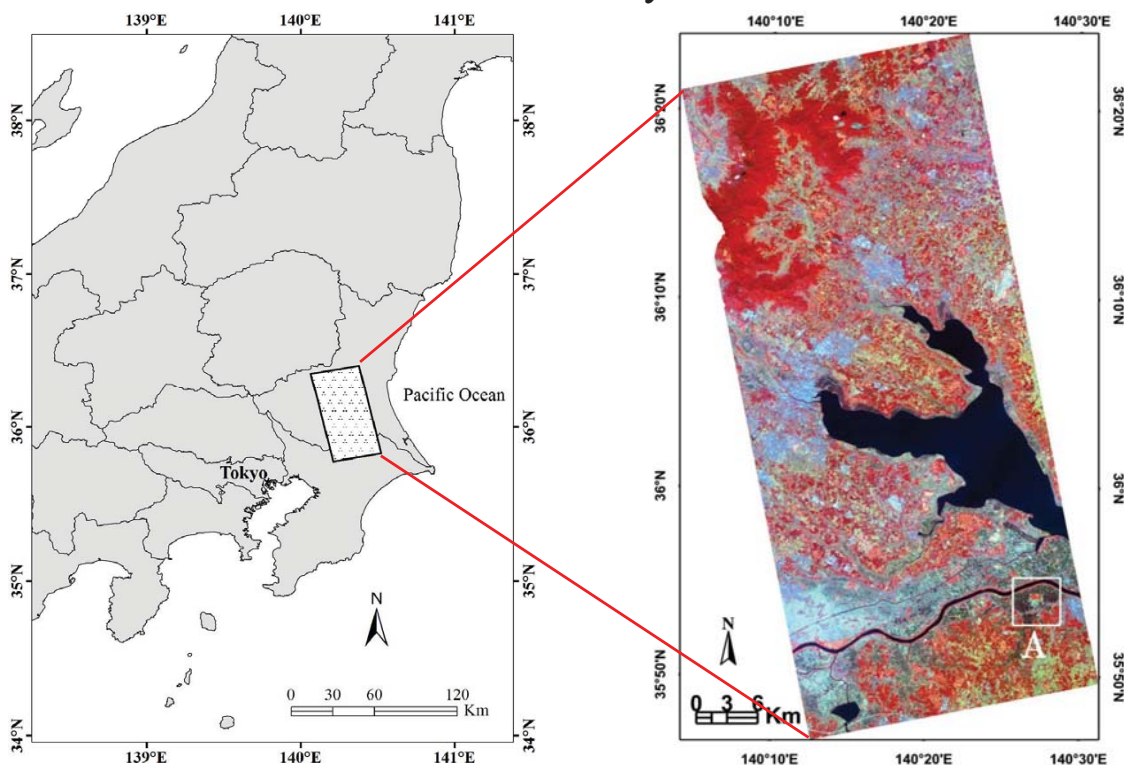 139°E 140°E 141°E
38°N 38°N
37°N 37°N
36°N 36°N
35°N 35°N
34°N 34°N
Pacific Ocean
Tokyo
N
0 30 60 120
Km
139°E 140°E 141°E
140°10'E 140°20'E 140°30'E
36°20'N 36°20'N
36°10'N 36°10'N
36°6'N 36°N
35°50'N 35°50'N
A
N
0 3 6
Km
140°10'E 140°20'E 140°30'E